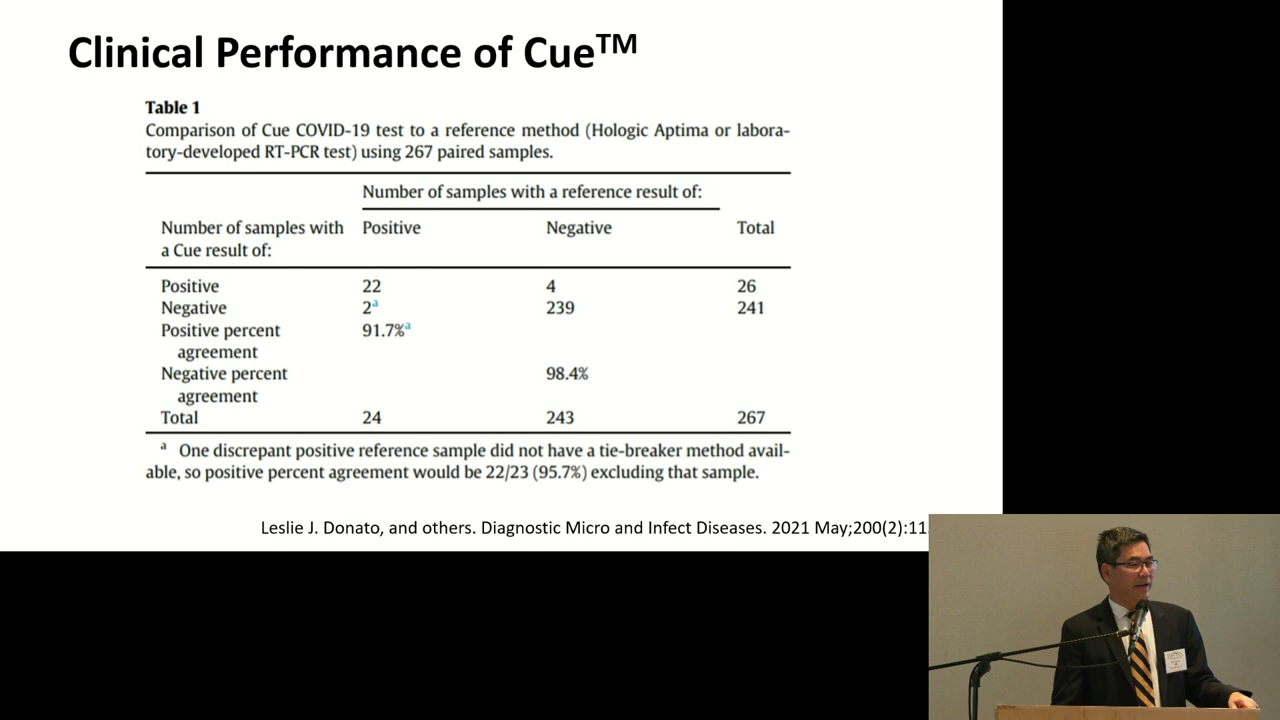 Clinical Performance of Cue™
Table 1
Comparison of Cue COVID-19 test to a reference method (Hologic Aptima or labora-
tory-developed RT-PCR test) using 267 paired samples.
Number of samples with a reference result of:
Number of samples with Positive Negative Total
a Cue result of:
Positive 22 4 26
Negative 2ᵃ 239 241
Positive percent 91.7%ᵃ
agreement
Negative percent 98.4%
agreement
Total 24 243 267
ᵃ One discrepant positive reference sample did not have a tie-breaker method avail-
able, so positive percent agreement would be 22/23 (95.7%) excluding that sample.
Leslie J. Donato, and others. Diagnostic Micro and Infect Diseases. 2021 May;200(2):11